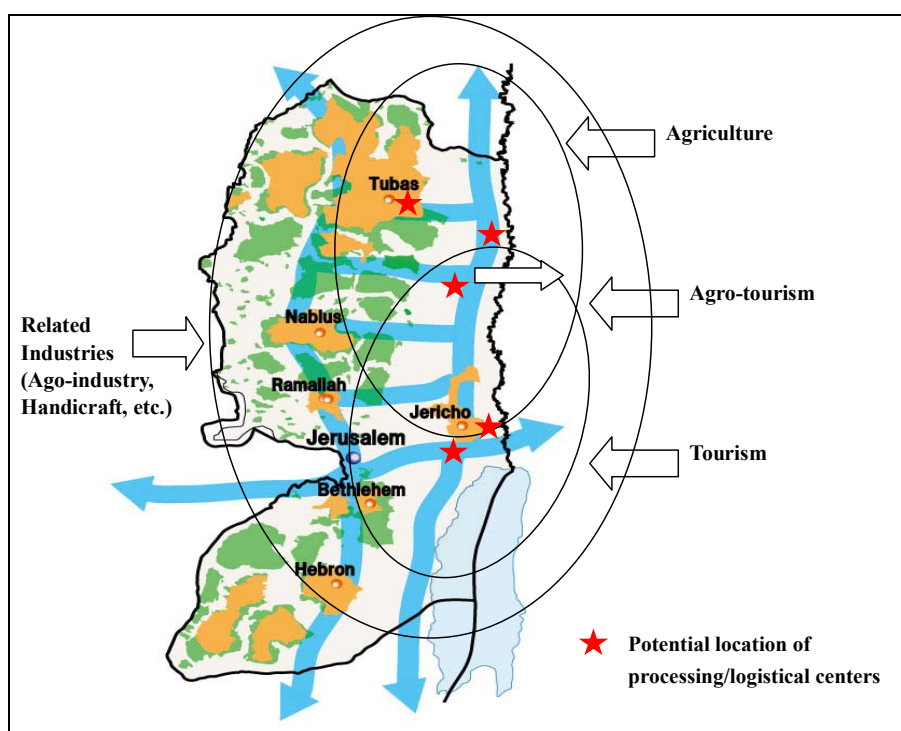 Agriculture
Tubas
Agro-tourism
Related
Industries
(Ago-industry,
Handicraft, etc.)
Nablus
Ramallah
Jericho
Jerusalem
Tourism
Bethlehem
Hebron
Potential location of
processing/logistical centers